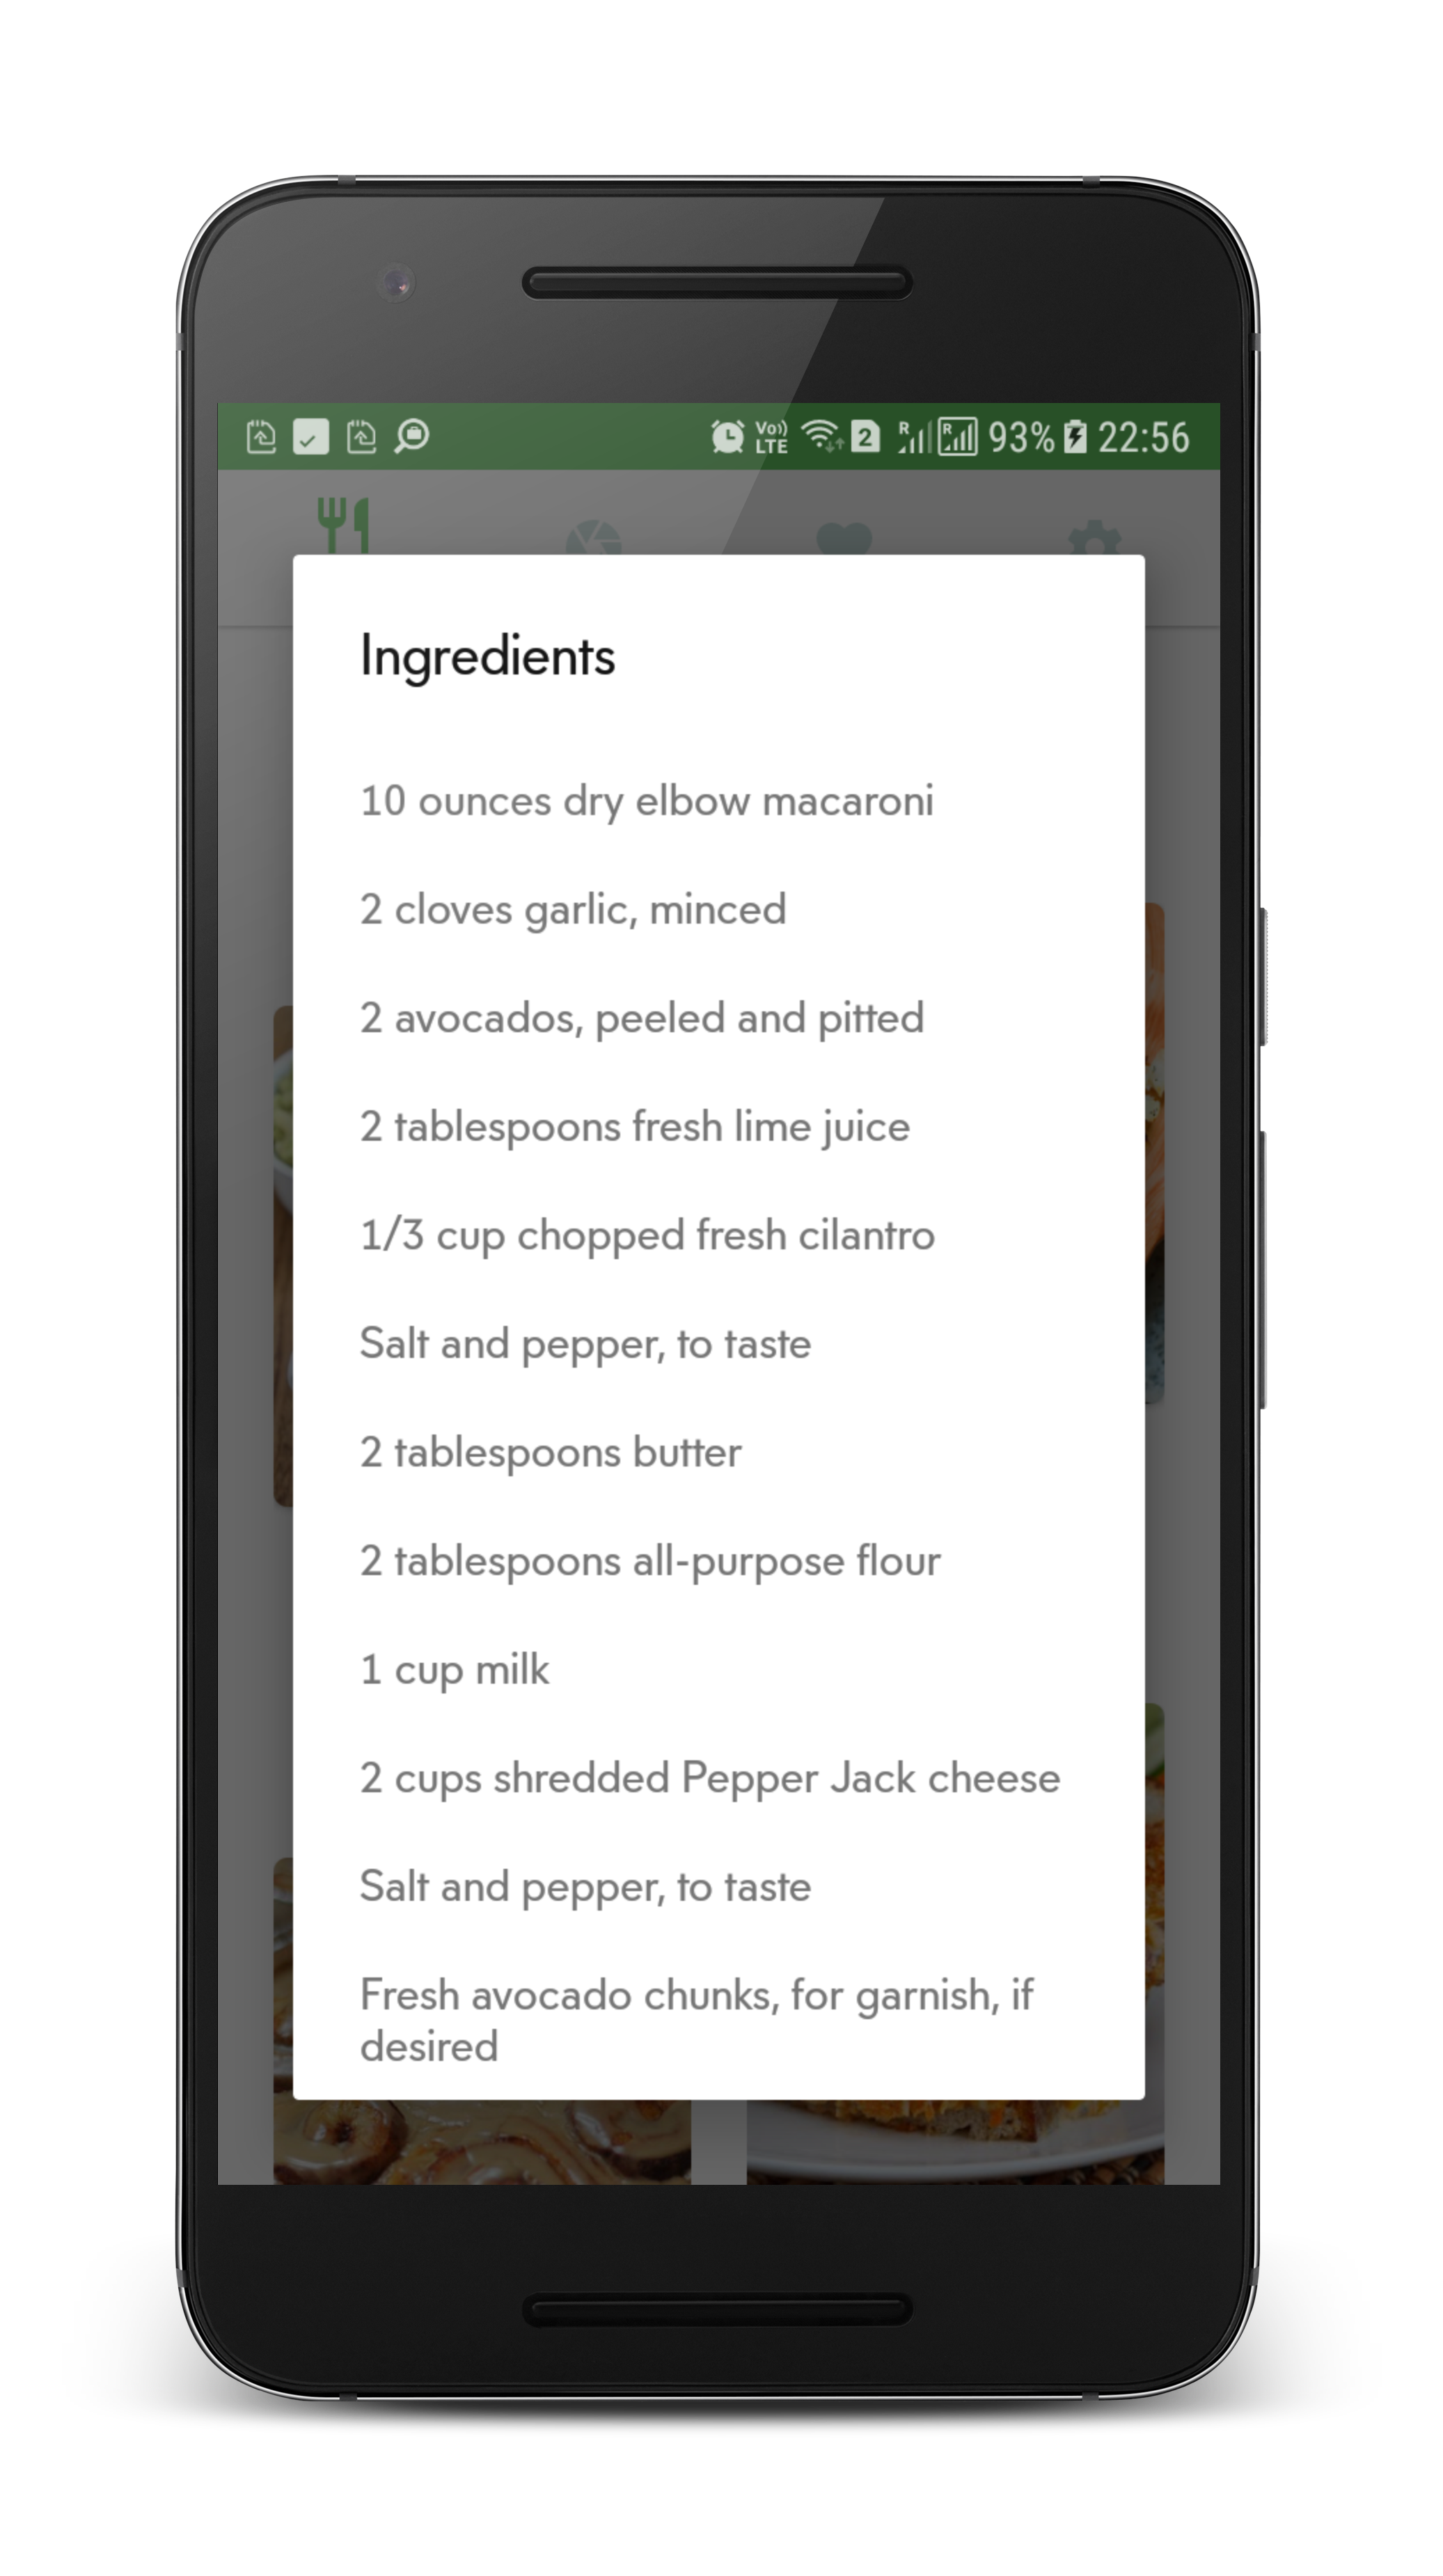 Vo)) LTE 2 R R 93% 22:56
Ingredients
10 ounces dry elbow macaroni
2 cloves garlic, minced
2 avocados, peeled and pitted
2 tablespoons fresh lime juice
1/3 cup chopped fresh cilantro
Salt and pepper, to taste
2 tablespoons butter
2 tablespoons all-purpose flour
1 cup milk
2 cups shredded Pepper Jack cheese
Salt and pepper, to taste
Fresh avocado chunks, for garnish, if
desired